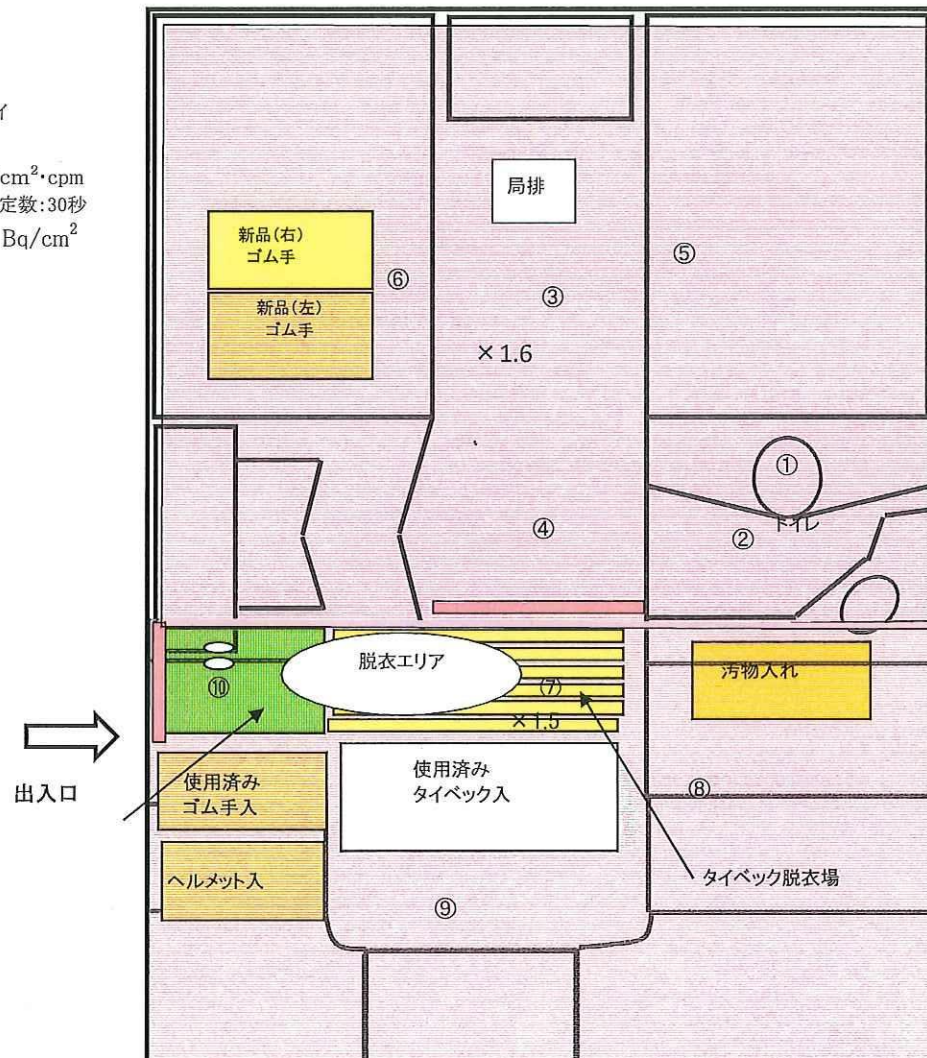 イ
cm²・cpm
定数:30秒
Bq/cm²
局排
新品(右)
ゴム手
⑥
新品(左)
ゴム手
③
⑤
×1.6
①
④
②
トイレ
脱衣エリア
⑩
⑦
×1.5
汚物入れ
出入口
使用済み
ゴム手入
使用済み
タイベック入
⑧
ヘルメット入
タイベック脱衣場
⑨